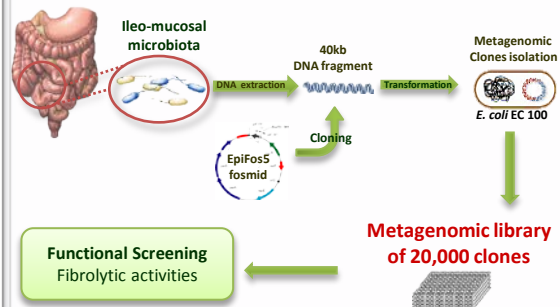 Ileo-mucosal
microbiota
DNA extraction
40kb
DNA fragment
Transformation
Metagenomic
Clones isolation
E. coli EC 100
Cloning
EpiFos5
fosmid
Metagenomic library
of 20,000 clones
Functional Screening
Fibrolytic activities